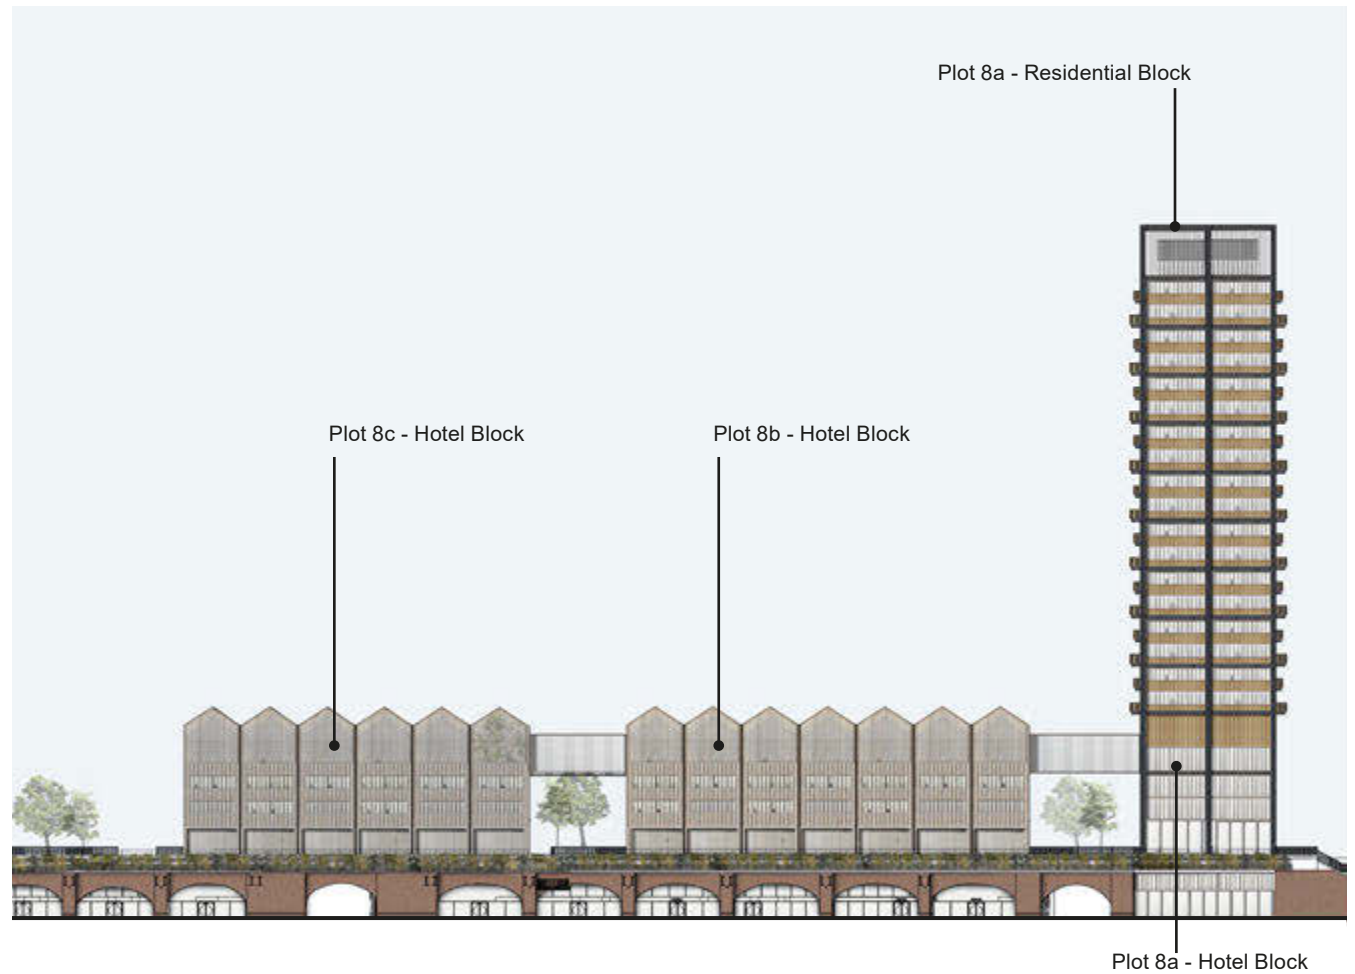 Plot 8a - Residential Block
Plot 8c - Hotel Block
Plot 8b - Hotel Block
Plot 8a - Hotel Block